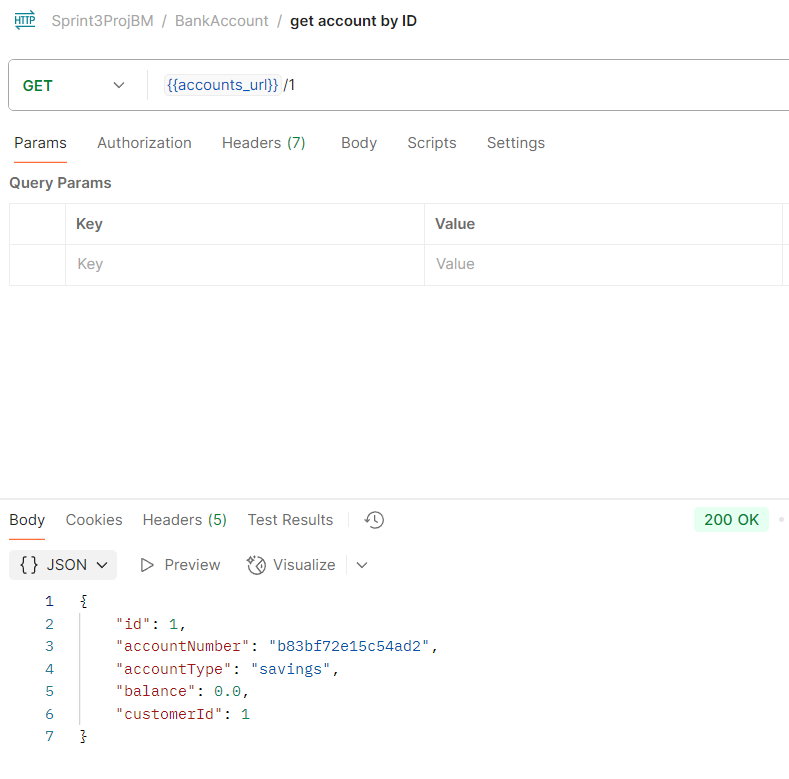 HTTP Sprint3ProjBM / BankAccount / get account by ID
GET {{accounts_url}} /1
Params Authorization Headers (7) Body Scripts Settings
Query Params
Key Value
Key Value
Body Cookies Headers (5) Test Results 200 OK
{} JSON Preview Visualize
1 {
2 "id": 1,
3 "accountNumber": "b83bf72e15c54ad2",
4 "accountType": "savings",
5 "balance": 0.0,
6 "customerId": 1
7 }